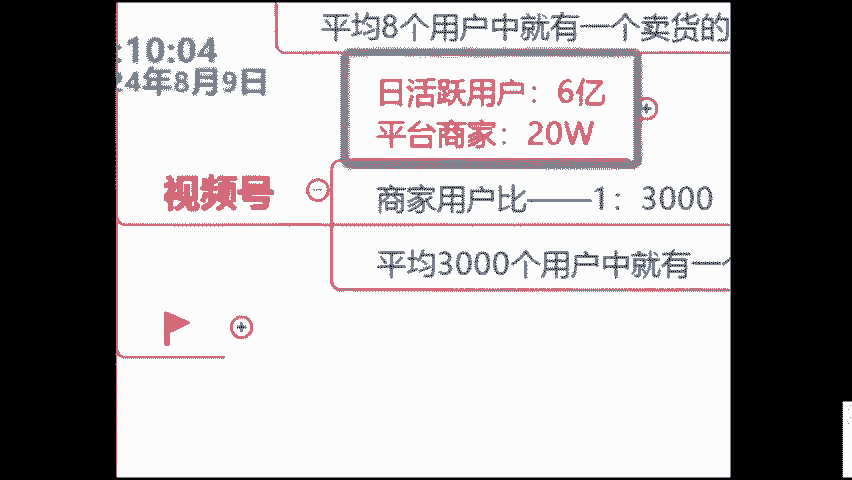 平均8个用户中就有一个卖货的
:10:04
24年8月9日
日活跃用户：6亿
平台商家：20W
视频号
商家用户比——1：3000
平均3000个用户中就有一个